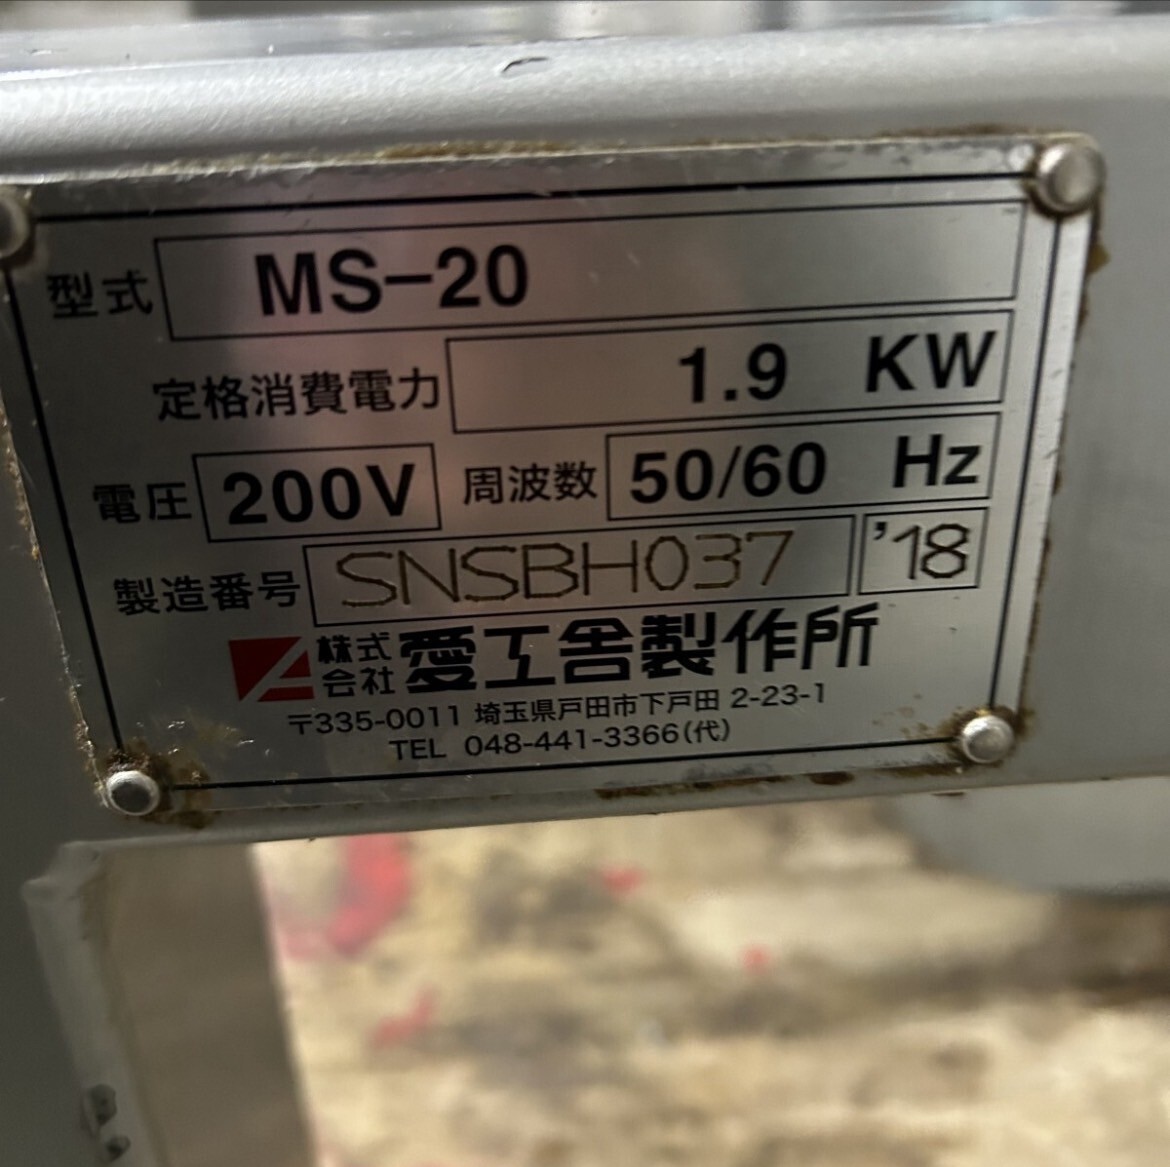 型式 MS-20
定格消費電力 1.9 KW
電圧 200V 周波数 50/60 Hz
製造番号 SNSBH037 '18
株式会社 愛工舎製作所
〒335-0011 埼玉県戸田市下戸田 2-23-1
TEL 048-441-3366(代)